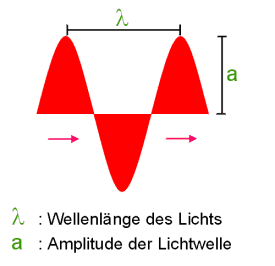 λ
a
λ : Wellenlänge des Lichts
a : Amplitude der Lichtwelle